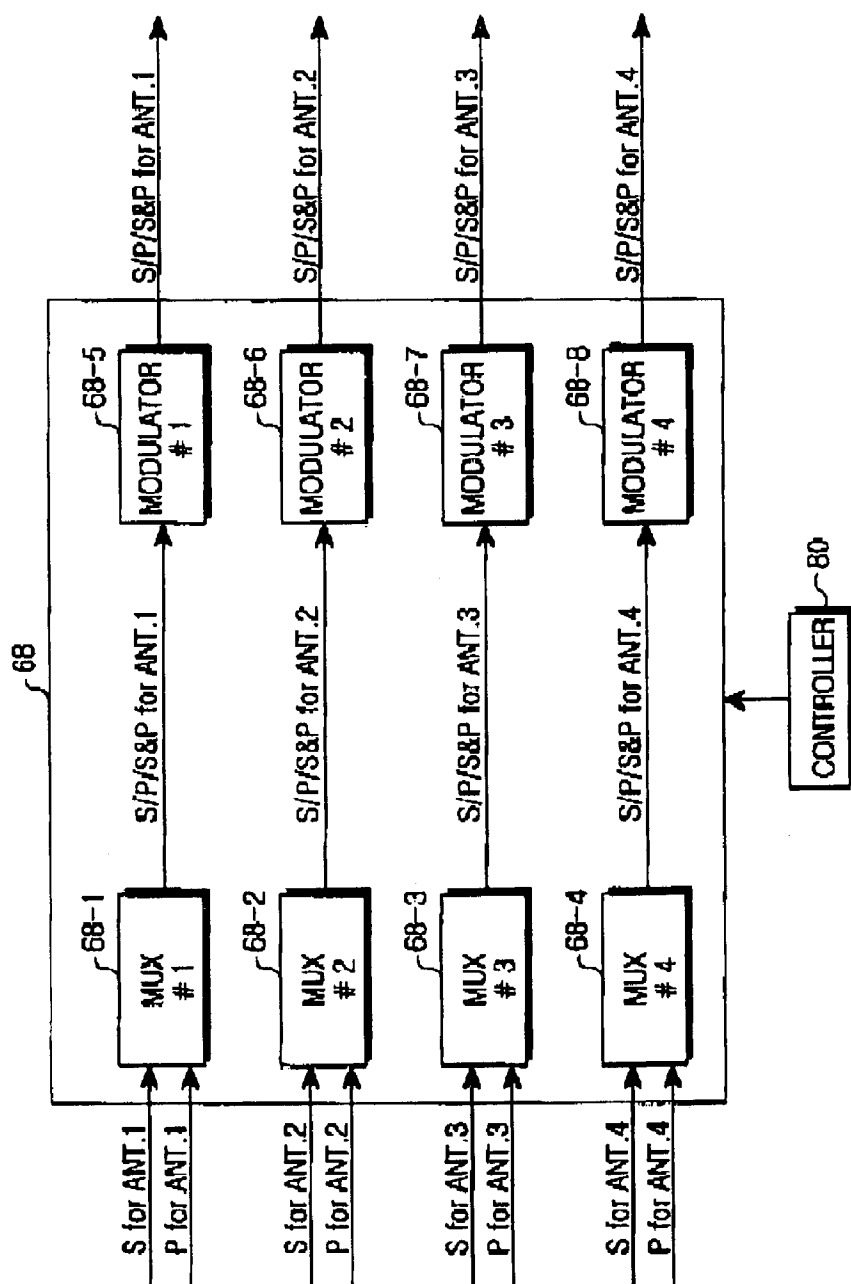 68
S for ANT.1
P for ANT.1
68-1
MUX
#1
S/P/S&P for ANT.1
68-5
MODULATOR
#1
S/P/S&P for ANT.1
S for ANT.2
P for ANT.2
68-2
MUX
#2
S/P/S&P for ANT.2
68-6
MODULATOR
#2
S/P/S&P for ANT.2
S for ANT.3
P for ANT.3
68-3
MUX
#3
S/P/S&P for ANT.3
68-7
MODULATOR
#3
S/P/S&P for ANT.3
S for ANT.4
P for ANT.4
68-4
MUX
#4
S/P/S&P for ANT.4
68-8
MODULATOR
#4
S/P/S&P for ANT.4
CONTROLLER
80